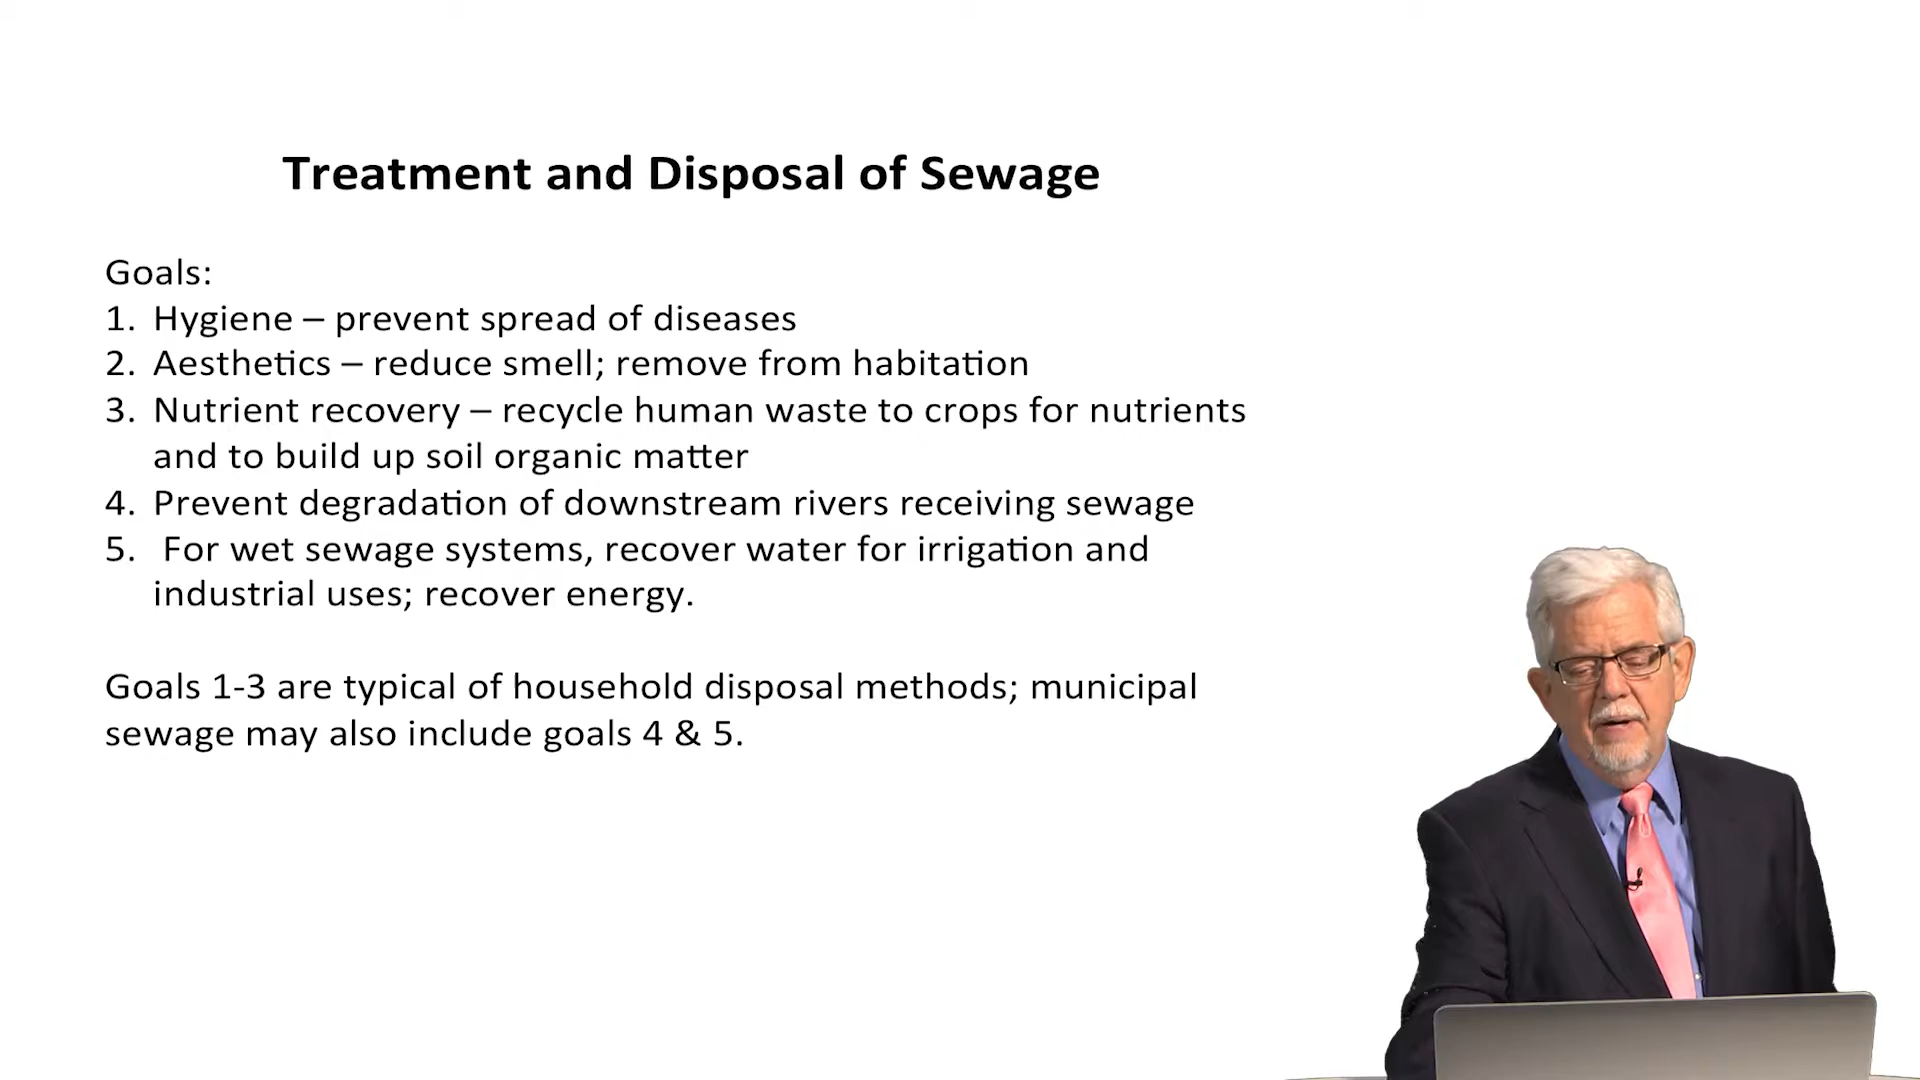 Treatment and Disposal of Sewage
Goals:
1. Hygiene – prevent spread of diseases
2. Aesthetics – reduce smell; remove from habitation
3. Nutrient recovery – recycle human waste to crops for nutrients
and to build up soil organic matter
4. Prevent degradation of downstream rivers receiving sewage
5. For wet sewage systems, recover water for irrigation and
industrial uses; recover energy.
Goals 1-3 are typical of household disposal methods; municipal
sewage may also include goals 4 & 5.